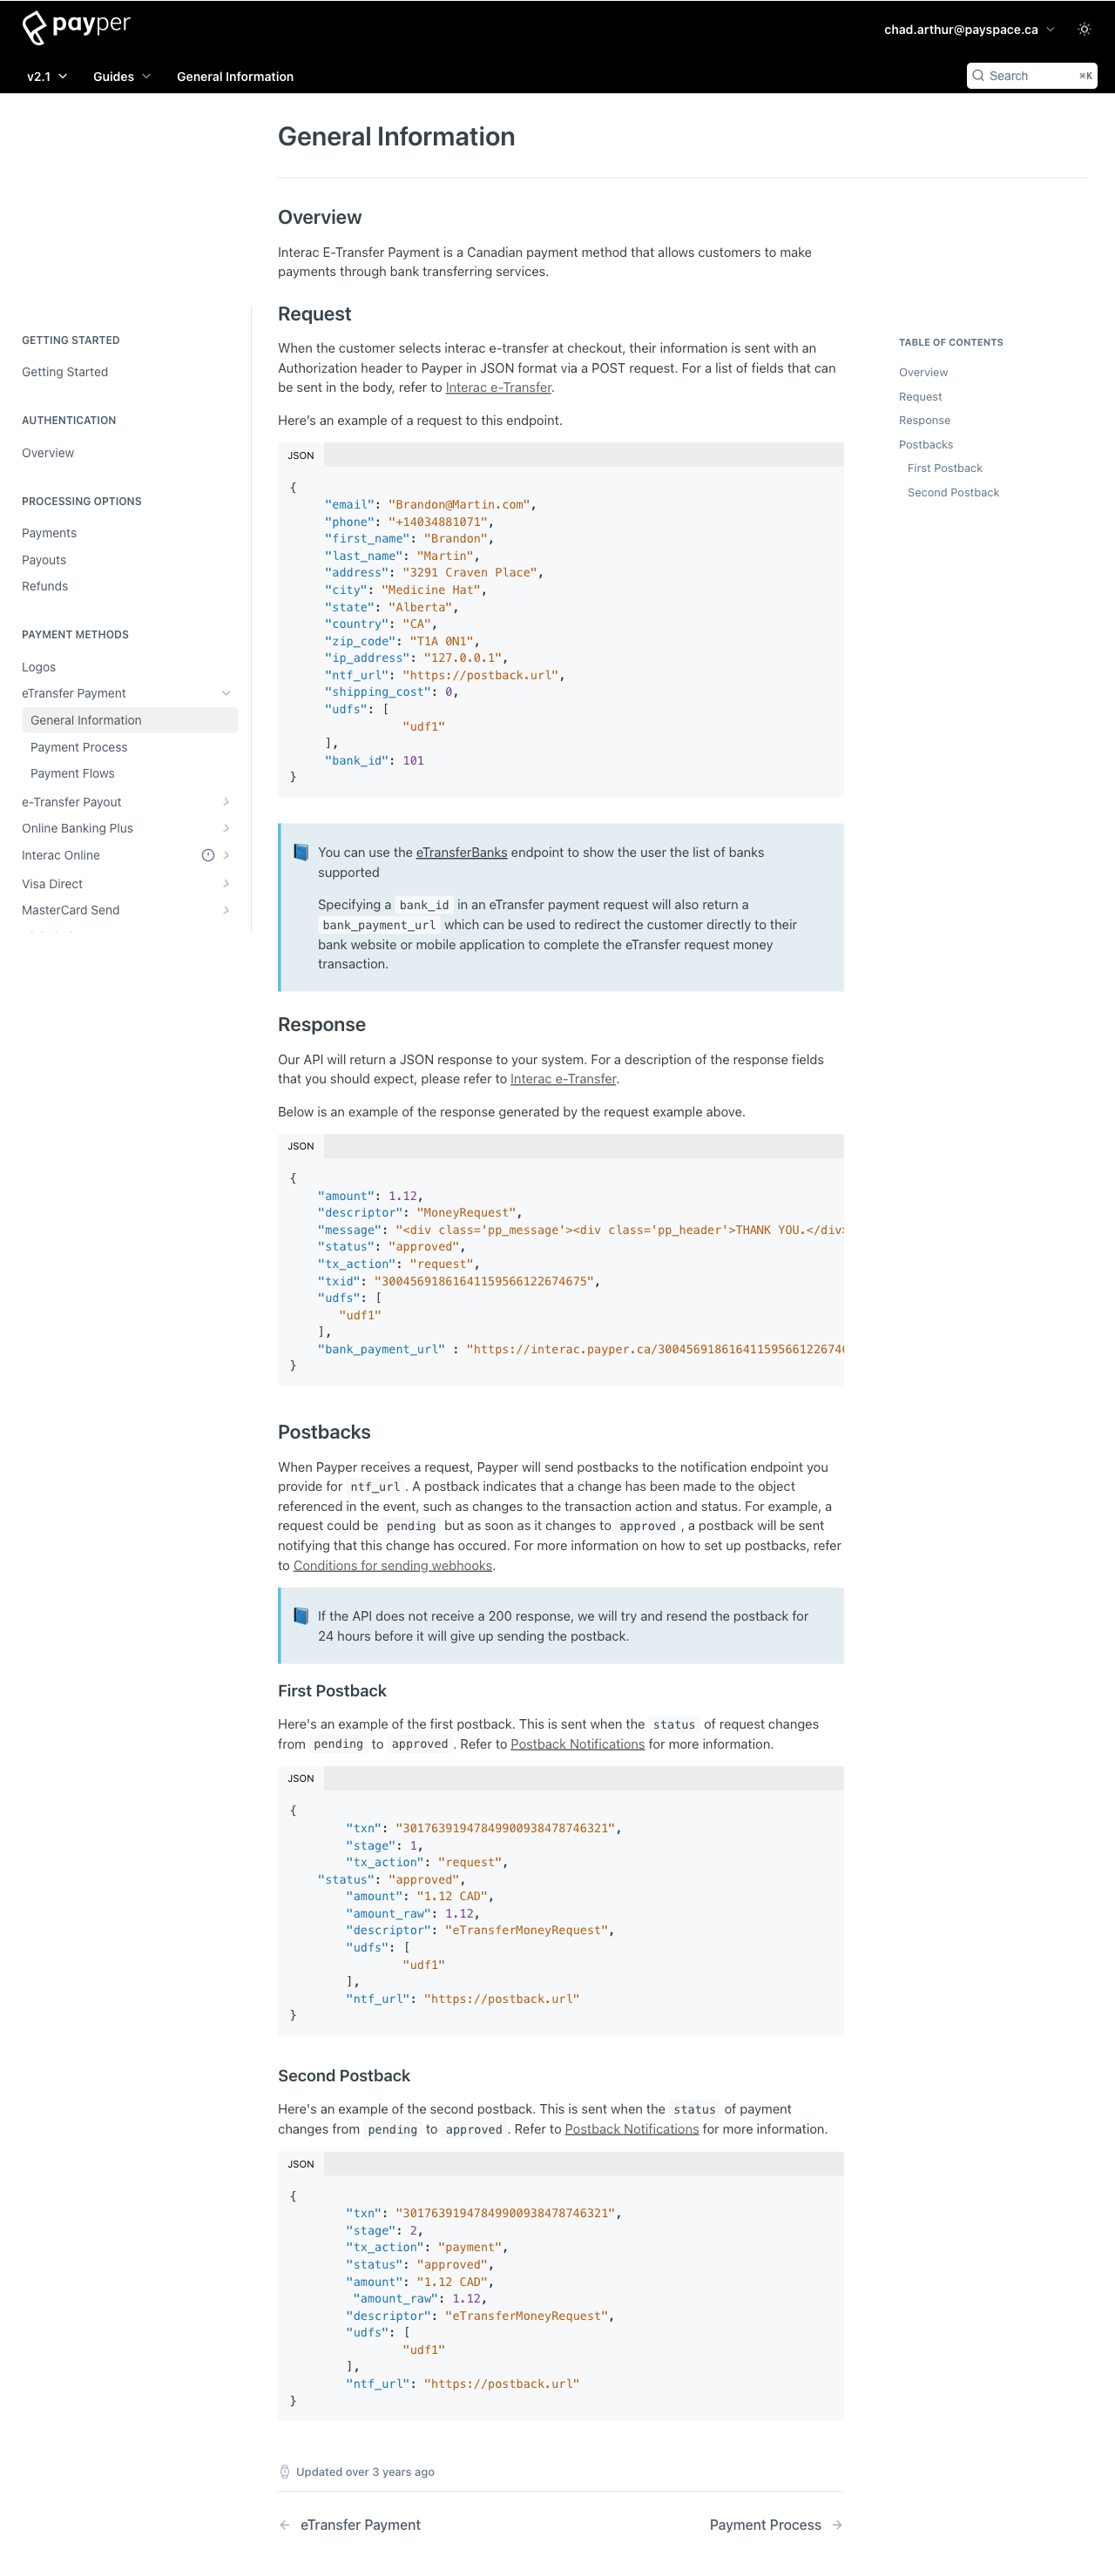 payper
chad.arthur@payspace.ca
v2.1 Guides General Information
Search ⌘K
General Information
Overview
Interac E-Transfer Payment is a Canadian payment method that allows customers to make
payments through bank transferring services.
GETTING STARTED
Getting Started
AUTHENTICATION
Overview
PROCESSING OPTIONS
Payments
Payouts
Refunds
PAYMENT METHODS
Logos
eTransfer Payment
General Information
Payment Process
Payment Flows
e-Transfer Payout
Online Banking Plus
Interac Online
Visa Direct
MasterCard Send
Request
When the customer selects interac e-transfer at checkout, their information is sent with an
Authorization header to Payper in JSON format via a POST request. For a list of fields that can
be sent in the body, refer to Interac e-Transfer.
Here's an example of a request to this endpoint.
JSON
{
"email": "Brandon@Martin.com",
"phone": "+14034881071",
"first_name": "Brandon",
"last_name": "Martin",
"address": "3291 Craven Place",
"city": "Medicine Hat",
"state": "Alberta",
"country": "CA",
"zip_code": "T1A 0N1",
"ip_address": "127.0.0.1",
"ntf_url": "https://postback.url",
"shipping_cost": 0,
"udfs": [
"udf1"
],
"bank_id": 101
}
You can use the eTransferBanks endpoint to show the user the list of banks
supported
Specifying a bank_id in an eTransfer payment request will also return a
bank_payment_url which can be used to redirect the customer directly to their
bank website or mobile application to complete the eTransfer request money
transaction.
Response
Our API will return a JSON response to your system. For a description of the response fields
that you should expect, please refer to Interac e-Transfer.
Below is an example of the response generated by the request example above.
JSON
{
"amount": 1.12,
"descriptor": "MoneyRequest",
"message": "<div class='pp_message'><div class='pp_header'>THANK YOU.</div>
"status": "approved",
"tx_action": "request",
"txid": "30045691861641159566122674675",
"udfs": [
"udf1"
],
"bank_payment_url" : "https://interac.payper.ca/3004569186164115956612267​4
}
Postbacks
When Payper receives a request, Payper will send postbacks to the notification endpoint you
provide for ntf_url . A postback indicates that a change has been made to the object
referenced in the event, such as changes to the transaction action and status. For example, a
request could be pending but as soon as it changes to approved , a postback will be sent
notifying that this change has occured. For more information on how to set up postbacks, refer
to Conditions for sending webhooks.
If the API does not receive a 200 response, we will try and resend the postback for
24 hours before it will give up sending the postback.
First Postback
Here's an example of the first postback. This is sent when the status of request changes
from pending to approved . Refer to Postback Notifications for more information.
JSON
{
"txn": "30176391947849900938478746321",
"stage": 1,
"tx_action": "request",
"status": "approved",
"amount": "1.12 CAD",
"amount_raw": 1.12,
"descriptor": "eTransferMoneyRequest",
"udfs": [
"udf1"
],
"ntf_url": "https://postback.url"
}
Second Postback
Here's an example of the second postback. This is sent when the status of payment
changes from pending to approved . Refer to Postback Notifications for more information.
JSON
{
"txn": "30176391947849900938478746321",
"stage": 2,
"tx_action": "payment",
"status": "approved",
"amount": "1.12 CAD",
"amount_raw": 1.12,
"descriptor": "eTransferMoneyRequest",
"udfs": [
"udf1"
],
"ntf_url": "https://postback.url"
}
Updated over 3 years ago
eTransfer Payment
Payment Process
TABLE OF CONTENTS
Overview
Request
Response
Postbacks
First Postback
Second Postback